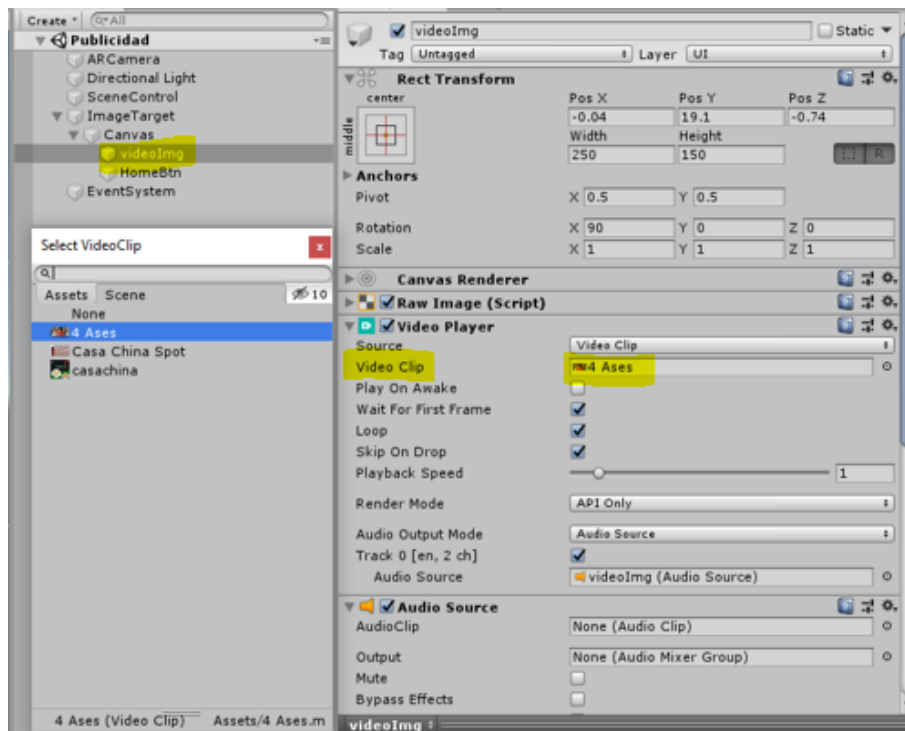 Create
All
Publicidad
ARCamera
Directional Light
SceneControl
ImageTarget
Canvas
videoImg
HomeBtn
EventSystem
Select VideoClip
x
Assets Scene 10
None
4 Ases
Casa China Spot
casachina
4 Ases (Video Clip) Assets/4 Ases.m
videoImg Static
Tag Untagged Layer UI
Rect Transform
center Pos X Pos Y Pos Z
middle -0.04 19.1 -0.74
Width Height
250 150 R
Anchors
Pivot X 0.5 Y 0.5
Rotation X 90 Y 0 Z 0
Scale X 1 Y 1 Z 1
Canvas Renderer
Raw Image (Script)
Video Player
Source Video Clip
Video Clip 4 Ases
Play On Awake
Wait For First Frame
Loop
Skip On Drop
Playback Speed 1
Render Mode API Only
Audio Output Mode Audio Source
Track 0 [en, 2 ch]
Audio Source videoImg (Audio Source)
Audio Source
AudioClip None (Audio Clip)
Output None (Audio Mixer Group)
Mute
Bypass Effects
videoImg